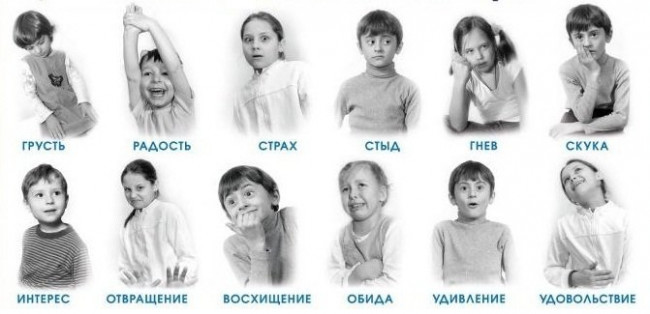 ГРУСТЬ РАДОСТЬ СТРАХ СТЫД ГНЕВ СКУКА
ИНТЕРЕС ОТВРАЩЕНИЕ ВОСХИЩЕНИЕ ОБИДА УДИВЛЕНИЕ УДОВОЛЬСТВИЕ